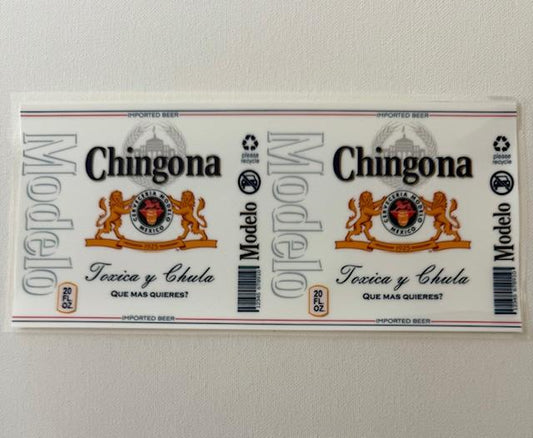 IMPORTED BEER
Modelo
Chingona
CERVECERIA MODELO
MEXICO
1925
Toxica y Chula
QUE MAS QUIERES?
20
FL
OZ.
please
recycle
Modelo
IMPORTED BEER
IMPORTED BEER
Modelo
Chingona
CERVECERIA MODELO
MEXICO
1925
Toxica y Chula
QUE MAS QUIERES?
20
FL
OZ.
please
recycle
Modelo
IMPORTED BEER